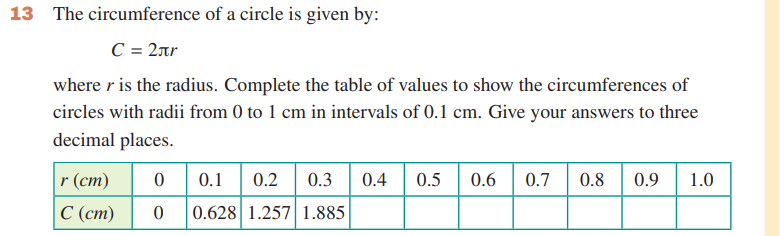 13 The circumference of a circle is given by:
C = 2πr
where r is the radius. Complete the table of values to show the circumferences of
circles with radii from 0 to 1 cm in intervals of 0.1 cm. Give your answers to three
decimal places.
r (cm) 0 0.1 0.2 0.3 0.4 0.5 0.6 0.7 0.8 0.9 1.0
C (cm) 0 0.628 1.257 1.885